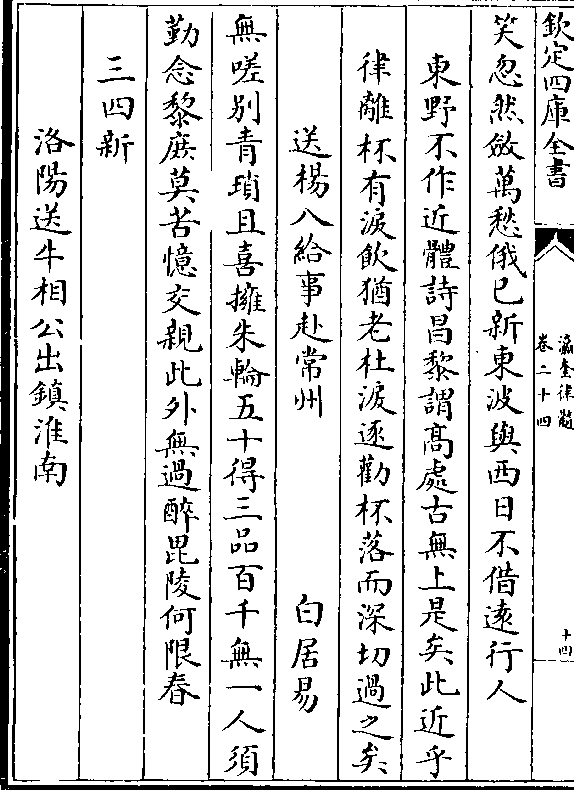 欽定四庫全書
瀛奎律髓
卷二十四
十四
笑忽然斂萬愁俄已新東波與西日不借遠行人
東野不作近體詩昌黎謂高處古無上是矣此近乎
律離杯有淚飲猶老杜淚逐勸杯落而深切過之矣
送楊八給事赴常州 白居易
無嗟別青瑣且喜擁朱輪五十得三品百千無一人須
勤念黎庶莫苦憶交親此外無過醉毘陵何限春
三四新
洛陽送牛相公出鎮淮南